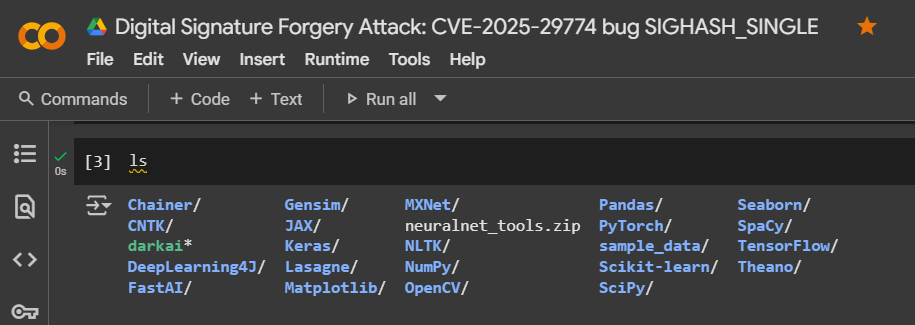 Digital Signature Forgery Attack: CVE-2025-29774 bug SIGHASH_SINGLE
File Edit View Insert Runtime Tools Help
Commands + Code + Text Run all
[3] ls
0s
Chainer/ Gensim/ MXNet/ Pandas/ Seaborn/
CNTK/ JAX/ neuralnet_tools.zip PyTorch/ SpaCy/
darkai* Keras/ NLTK/ sample_data/ TensorFlow/
DeepLearning4J/ Lasagne/ NumPy/ Scikit-learn/ Theano/
FastAI/ Matplotlib/ OpenCV/ SciPy/